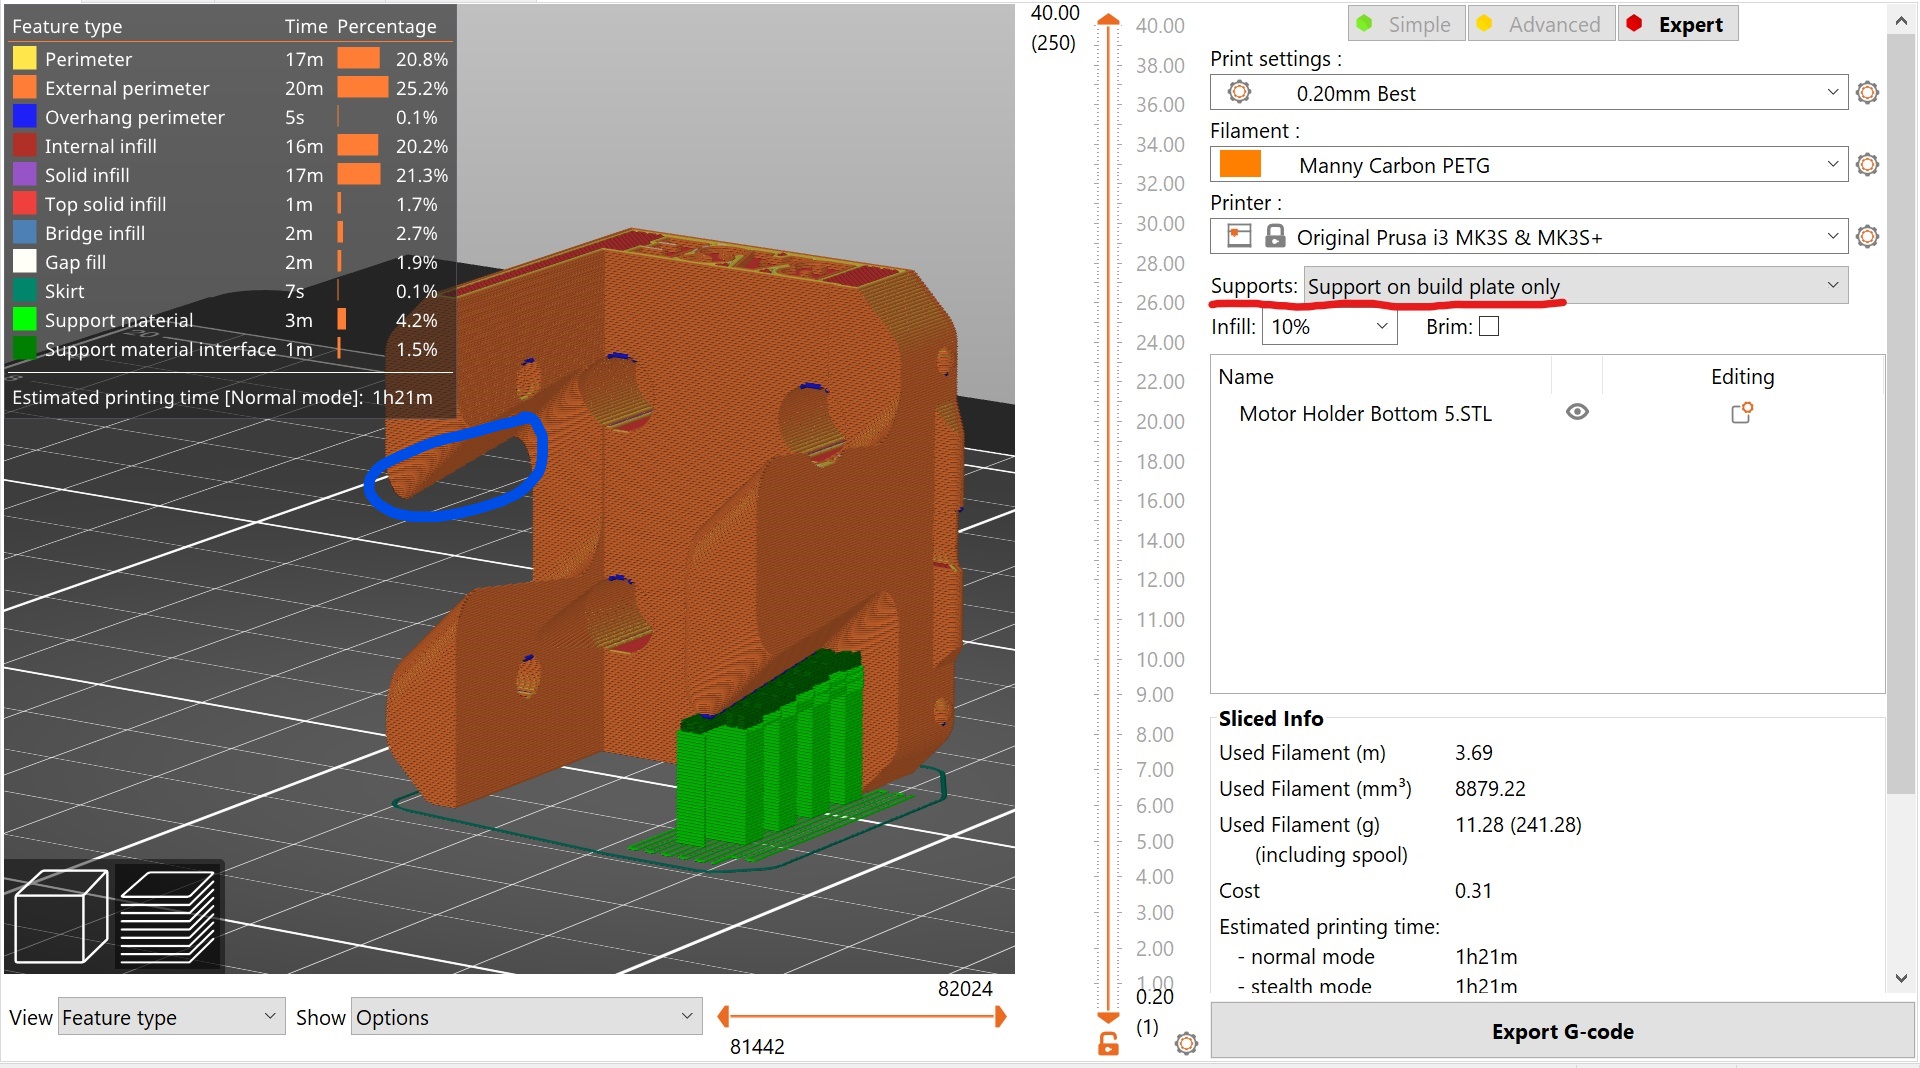 Feature type Time Percentage
Perimeter 17m 20.8%
External perimeter 20m 25.2%
Overhang perimeter 5s 0.1%
Internal infill 16m 20.2%
Solid infill 17m 21.3%
Top solid infill 1m 1.7%
Bridge infill 2m 2.7%
Gap fill 2m 1.9%
Skirt 7s 0.1%
Support material 3m 4.2%
Support material interface 1m 1.5%
Estimated printing time [Normal mode]: 1h21m
View Feature type Show Options
82024
81442
40.00
(250)
40.00
38.00
36.00
34.00
32.00
30.00
28.00
26.00
24.00
22.00
20.00
18.00
16.00
14.00
12.00
11.00
10.00
9.00
8.00
7.00
6.00
5.00
4.00
3.00
2.00
1.00
0.20
(1)
Simple Advanced Expert
Print settings :
0.20mm Best
Filament :
Manny Carbon PETG
Printer :
Original Prusa i3 MK3S & MK3S+
Supports: Support on build plate only
Infill: 10% Brim:
Name Editing
Motor Holder Bottom 5.STL
Sliced Info
Used Filament (m) 3.69
Used Filament (mm³) 8879.22
Used Filament (g) 11.28 (241.28)
(including spool)
Cost 0.31
Estimated printing time:
- normal mode 1h21m
- stealth mode 1h21m
Export G-code